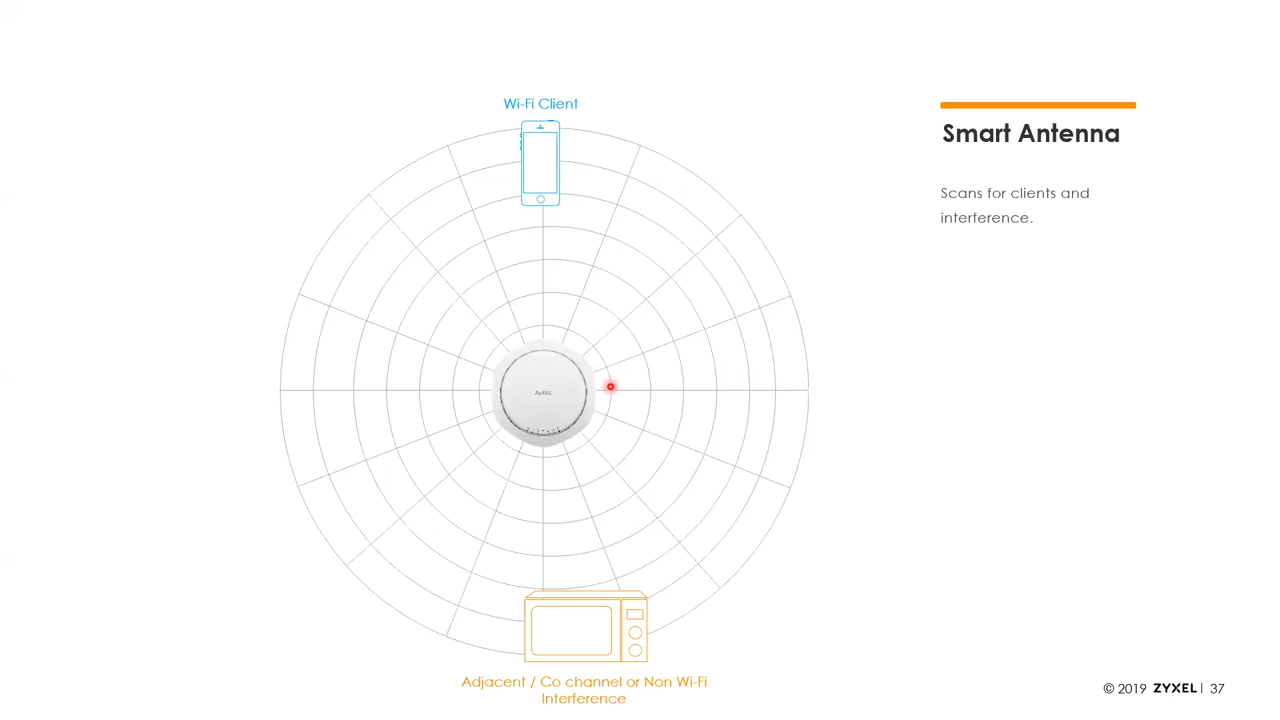 Wi-Fi Client
Smart Antenna
Scans for clients and
interference.
ZyXEL
Adjacent / Co channel or Non Wi-Fi
Interference
© 2019 ZYXEL | 37